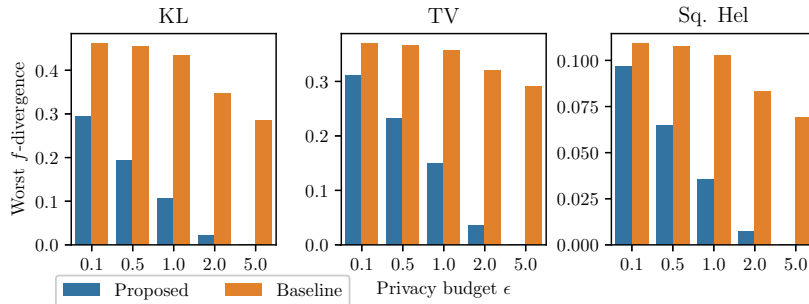 KL
TV
Sq. Hel
Worst f-divergence
0.4
0.3
0.2
0.1
0.0
0.1 0.5 1.0 2.0 5.0
0.3
0.2
0.1
0.0
0.1 0.5 1.0 2.0 5.0
0.100
0.075
0.050
0.025
0.000
0.1 0.5 1.0 2.0 5.0
Proposed Baseline
Privacy budget ϵ